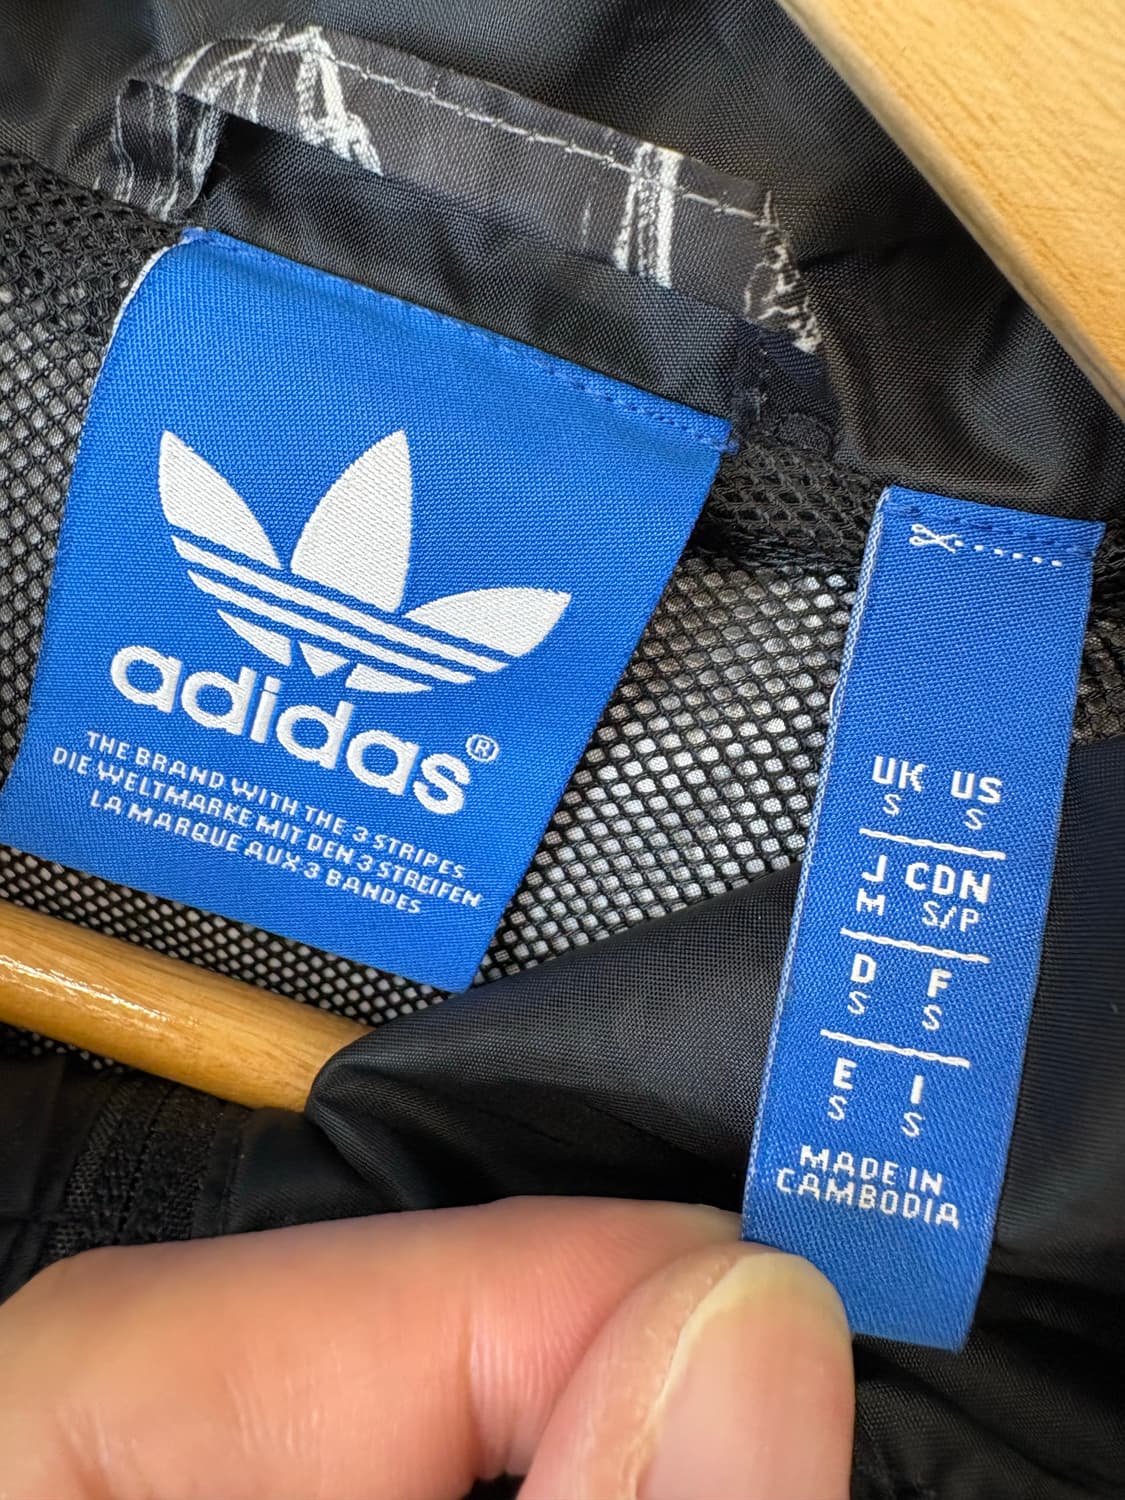 adidas®
THE BRAND WITH THE 3 STRIPES
DIE WELTMARKE MIT DEN 3 STREIFEN
LA MARQUE AUX 3 BANDES
UK US
S S
J CDN
M S/P
D F
S S
E I
S S
MADE IN
CAMBODIA